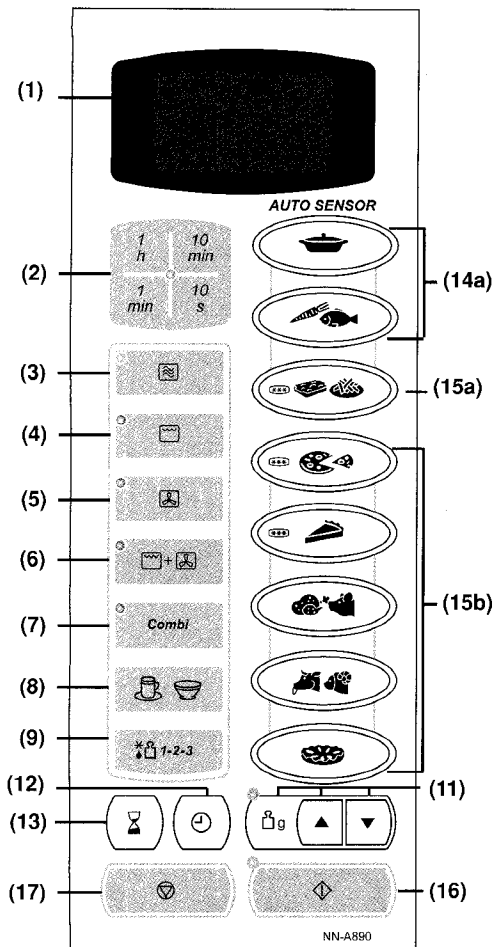 (1)
AUTO SENSOR
(2)
1 h
10 min
1 min
10 s
(14a)
(3)
(15a)
(4)
(5)
(6)
+
(7)
Combi
(15b)
(8)
(9)
1-2-3
(12)
(11)
(13)
g
(17)
(16)
NN-A890